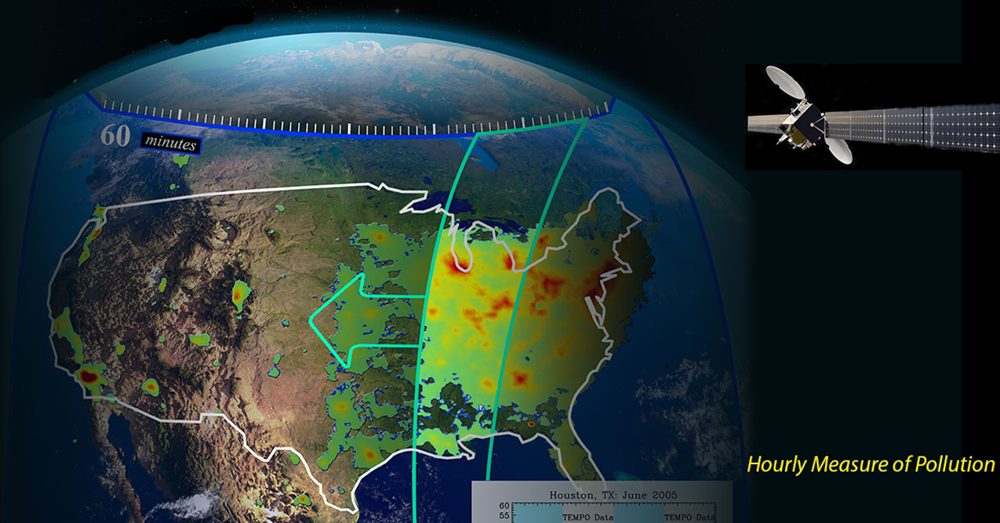 60 minutes
Hourly Measure of Pollution
Houston, TX: June 2005
60
55
TEMPO Data TEMPO Data